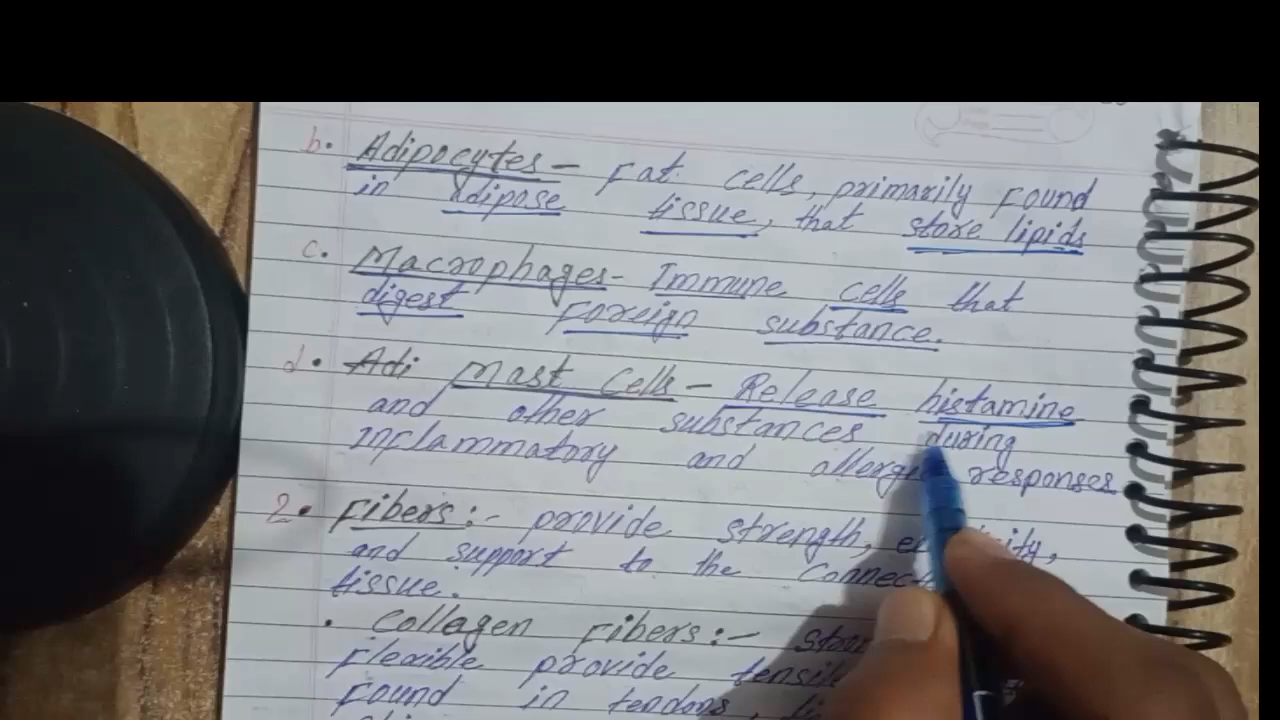 b. Adipocytes - Fat cells, primarily found
in Adipose tissue, that store lipids
c. Macrophages - Immune cells that
digest foreign substance.
d. Adi Mast Cells - Release histamine
and other substances during
Inflammatory and responses
2. Fibers :- provide strength,
and support to the
tissue.
. Collagen Fibers :-
Flexible provide
Found in tendons,